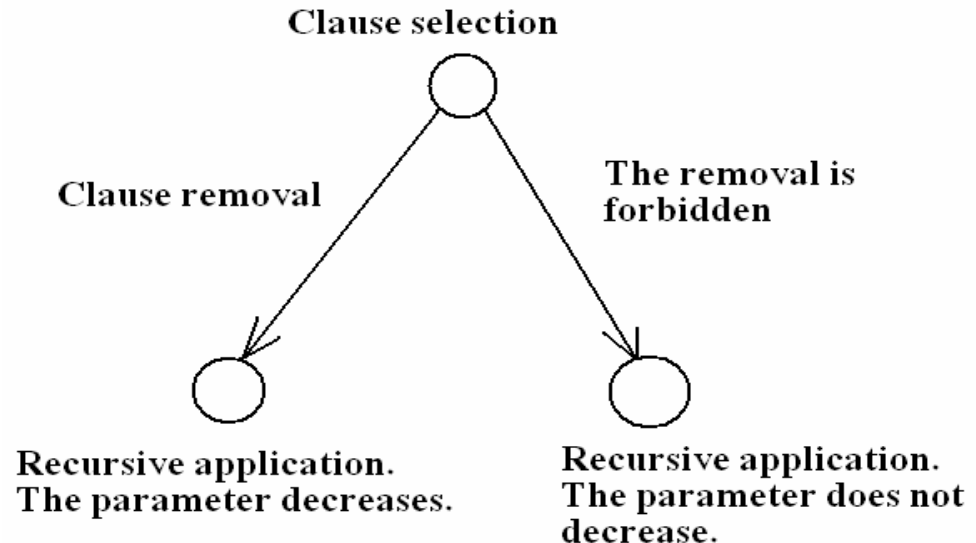 Clause selection
Clause removal
The removal is
forbidden
Recursive application.
The parameter decreases.
Recursive application.
The parameter does not
decrease.